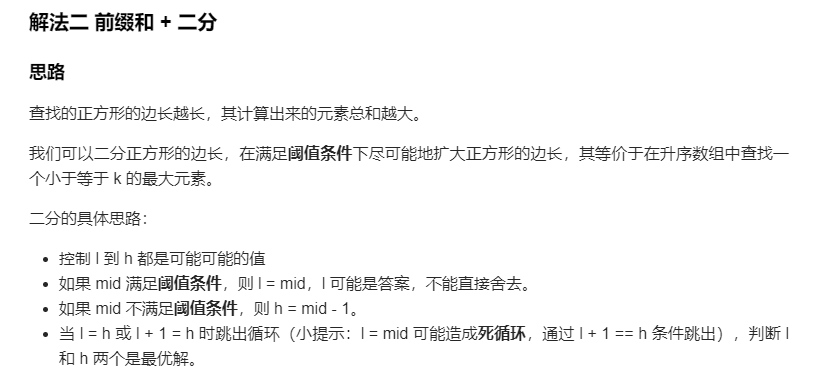 解法二 前缀和 + 二分
思路
查找的正方形的边长越长，其计算出来的元素总和越大。
我们可以二分正方形的边长，在满足阈值条件下尽可能地扩大正方形的边长，其等价于在升序数组中查找一
个小于等于 k 的最大元素。
二分的具体思路：
• 控制 l 到 h 都是可能可能的值
• 如果 mid 满足阈值条件，则 l = mid，l 可能是答案，不能直接舍去。
• 如果 mid 不满足阈值条件，则 h = mid - 1。
• 当 l = h 或 l + 1 = h 时跳出循环（小提示：l = mid 可能造成死循环，通过 l + 1 == h 条件跳出），判断 l
和 h 两个是最优解。